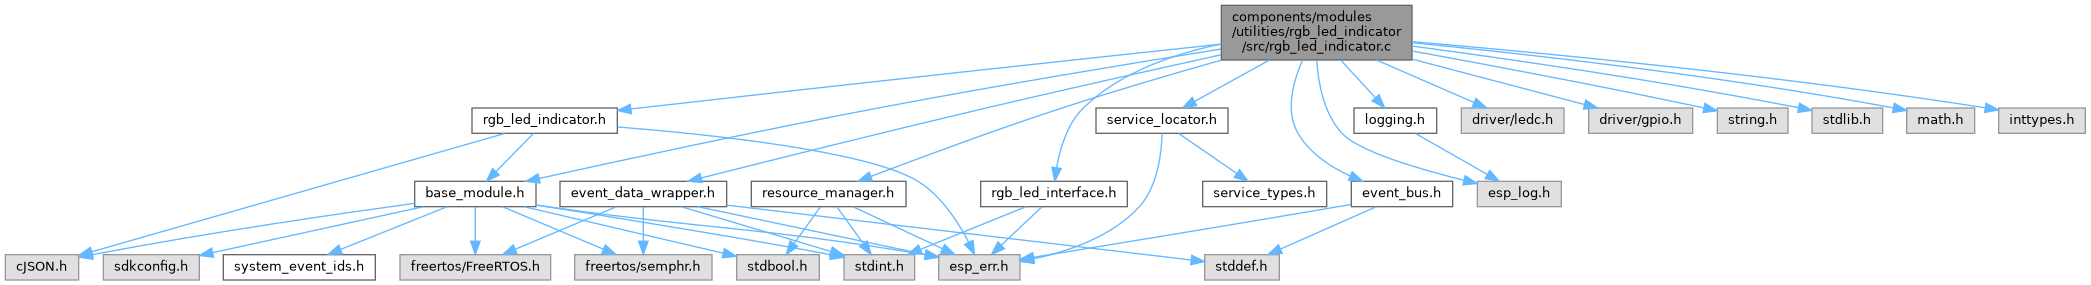 components/modules
/utilities/rgb_led_indicator
/src/rgb_led_indicator.c
rgb_led_indicator.h
service_locator.h
logging.h
driver/ledc.h
driver/gpio.h
string.h
stdlib.h
math.h
inttypes.h
base_module.h
event_data_wrapper.h
resource_manager.h
rgb_led_interface.h
service_types.h
event_bus.h
esp_log.h
cJSON.h
sdkconfig.h
system_event_ids.h
freertos/FreeRTOS.h
freertos/semphr.h
stdbool.h
stdint.h
esp_err.h
stddef.h